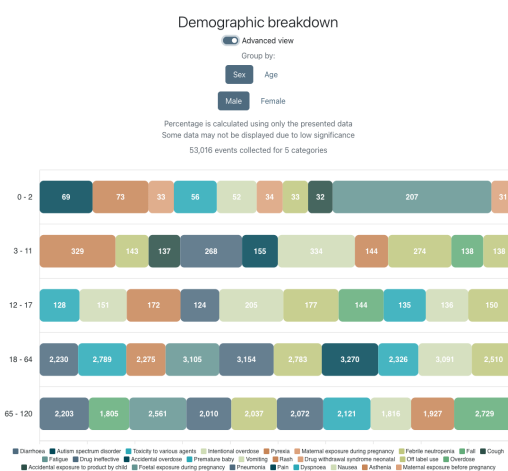 Demographic breakdown
Advanced view
Group by:
Sex Age
Male Female
Percentage is calculated using only the presented data
Some data may not be displayed due to low significance
53,016 events collected for 5 categories
0 - 2 69 73 33 56 53 34 33 32 207 31
3 - 11 329 143 137 268 155 334 144 274 138 138
12 - 17 128 151 172 124 205 177 144 135 136 150
18 - 64 2,230 2,789 2,275 3,105 3,154 2,783 3,270 2,326 3,091 2,510
65 - 120 2,203 1,805 2,561 2,010 2,037 2,072 2,121 1,816 1,927 2,729
Diarrhoea Autism spectrum disorder Toxicity to various agents Intentional overdose Pyrexia Maternal exposure during pregnancy Febrile neutropenia Fall Cough
Fatigue Drug ineffective Accidental overdose Premature baby Vomiting Rash Drug withdrawal syndrome neonatal Off label use Overdose
Accidental exposure to product by child Foetal exposure during pregnancy Pneumonia Pain Dyspnoea Nausea Asthenia Maternal exposure before pregnancy